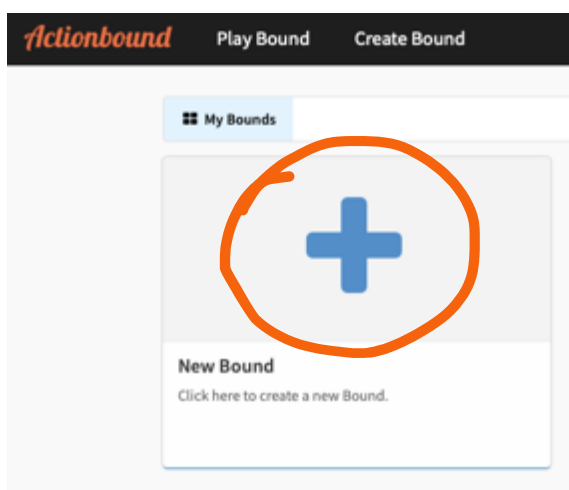 Actionbound Play Bound Create Bound
My Bounds
New Bound
Click here to create a new Bound.